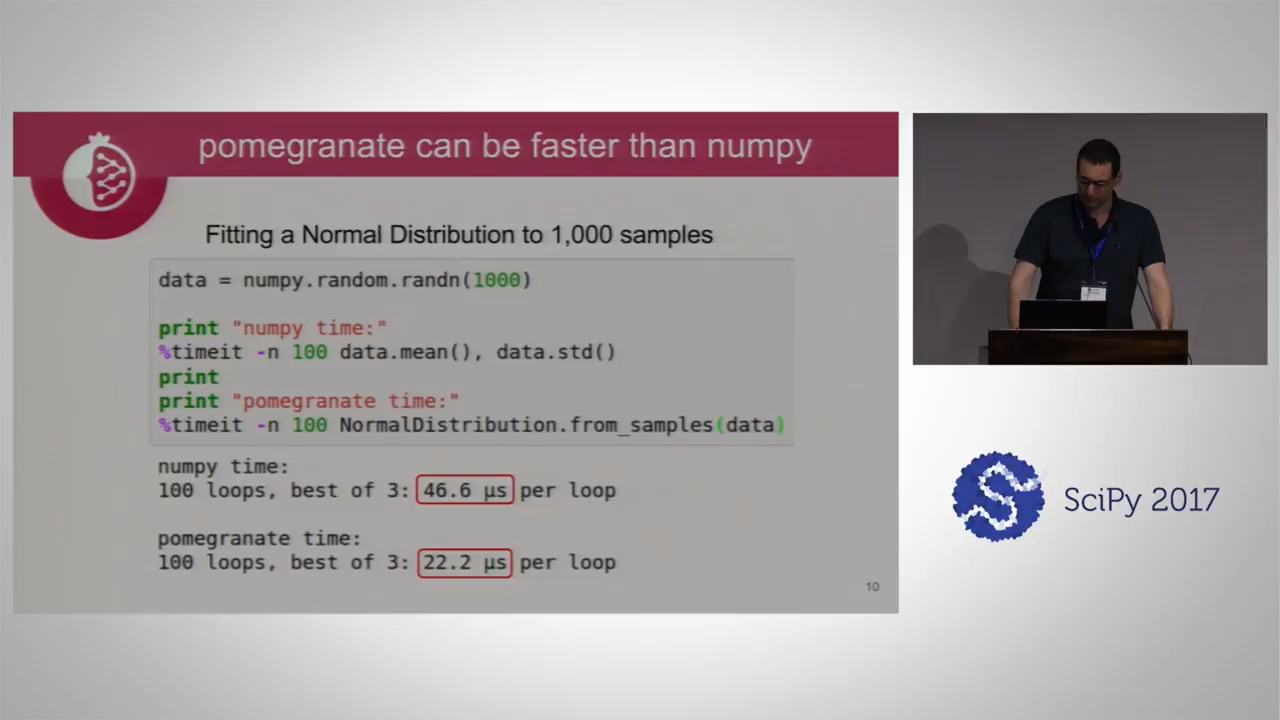 pomegranate can be faster than numpy
Fitting a Normal Distribution to 1,000 samples
data = numpy.random.randn(1000)
print "numpy time:"
%timeit -n 100 data.mean(), data.std()
print
print "pomegranate time:"
%timeit -n 100 NormalDistribution.from_samples(data)
numpy time:
100 loops, best of 3: 46.6 µs per loop
pomegranate time:
100 loops, best of 3: 22.2 µs per loop
10
SciPy 2017